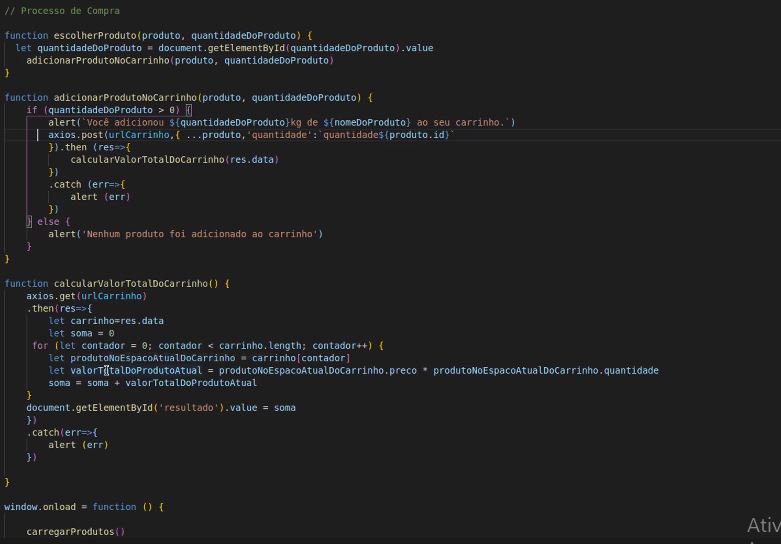 // Processo de Compra
function escolherProduto(produto, quantidadeDoProduto) {
let quantidadeDoProduto = document.getElementById(quantidadeDoProduto).value
adicionarProdutoNoCarrinho(produto, quantidadeDoProduto)
}
function adicionarProdutoNoCarrinho(produto, quantidadeDoProduto) {
if (quantidadeDoProduto > 0) {
alert(`Você adicionou ${quantidadeDoProduto}kg de ${nomeDoProduto} ao seu carrinho.`)
axios.post(urlCarrinho,{ ...produto,'quantidade':`quantidade${produto.id}`
}).then (res=>{
calcularValorTotalDoCarrinho(res.data)
})
.catch (err=>{
alert (err)
})
} else {
alert('Nenhum produto foi adicionado ao carrinho')
}
}
function calcularValorTotalDoCarrinho() {
axios.get(urlCarrinho)
.then(res=>{
let carrinho=res.data
let soma = 0
for (let contador = 0; contador < carrinho.length; contador++) {
let produtoNoEspacoAtualDoCarrinho = carrinho[contador]
let valorTotalDoProdutoAtual = produtoNoEspacoAtualDoCarrinho.preco * produtoNoEspacoAtualDoCarrinho.quantidade
soma = soma + valorTotalDoProdutoAtual
}
document.getElementById('resultado').value = soma
})
.catch(err=>{
alert (err)
})
}
window.onload = function () {
carregarProdutos()